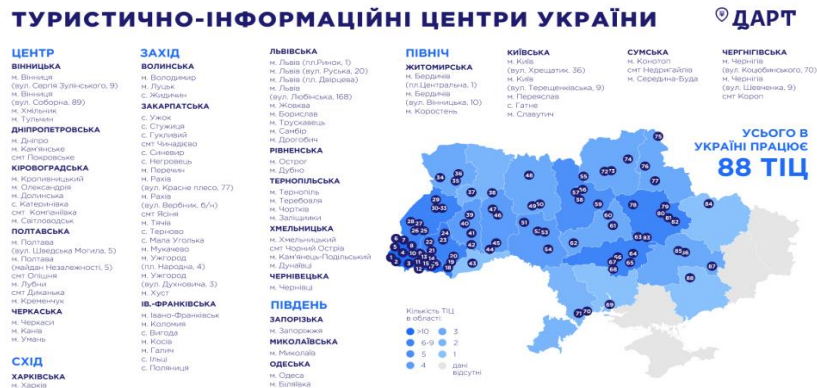 ТУРИСТИЧНО-ІНФОРМАЦІЙНІ ЦЕНТРИ УКРАЇНИ
ДАРТ
ЦЕНТР
ВІННИЦЬКА
м. Вінниця
(вул. Сергія Зулінського, 9)
м. Вінниця
(вул. Соборна, 89)
м. Хмільник
м. Тульчин
ДНІПРОПЕТРОВСЬКА
м. Дніпро
м. Кам'янське
смт Покровське
КІРОВОГРАДСЬКА
м. Кропивницький
м. Олександрія
м. Долинська
с. Катеринівка
смт Компаніївка
м. Світловодськ
ПОЛТАВСЬКА
м. Полтава
(вул. Шведська Могила, 5)
м. Полтава
(майдан Незалежності, 5)
смт Опішня
м. Лубни
смт Диканька
м. Кременчук
ЧЕРКАСЬКА
м. Черкаси
м. Канів
м. Умань
СХІД
ХАРКІВСЬКА
м. Харків
ЗАХІД
ВОЛИНСЬКА
м. Володимир
м. Луцьк
с. Жидичин
ЗАКАРПАТСЬКА
с. Ужок
с. Стужиця
с. Гукливий
смт Чинадієво
с. Синевир
с. Негровець
м. Перечин
м. Рахів
(вул. Красне плесо, 77)
м. Рахів
(вул. Вербник, б/н)
смт Ясіня
м. Тячів
с. Терново
с. Мала Уголька
м. Мукачево
м. Ужгород
(пл. Народна, 4)
м. Ужгород
(вул. Духновича, 3)
м. Хуст
ІВ.-ФРАНКІВСЬКА
м. Івано-Франківськ
м. Коломия
с. Вигода
м. Косів
м. Галич
с. Ільці
с. Поляниця
ЛЬВІВСЬКА
м. Львів (пл.Ринок, 1)
м. Львів (вул. Руська, 20)
м. Львів (пл. Двірцева)
м. Львів
(вул. Любінська, 168)
м. Жовква
м. Борислав
м. Трускавець
м. Самбір
м. Дрогобич
РІВНЕНСЬКА
м. Острог
м. Дубно
ТЕРНОПІЛЬСЬКА
м. Тернопіль
м. Теребовля
м. Чортків
м. Заліщики
ХМЕЛЬНИЦЬКА
м. Хмельницький
смт Чорний Острів
м. Кам'янець-Подільський
м. Дунаївці
ЧЕРНІВЕЦЬКА
м. Чернівці
ПІВДЕНЬ
ЗАПОРІЗЬКА
м. Запоріжжя
МИКОЛАЇВСЬКА
м. Миколаїв
ОДЕСЬКА
м. Одеса
м. Біляївка
ПІВНІЧ
ЖИТОМИРСЬКА
м. Бердичів
(пл.Центральна, 1)
м. Бердичів
(вул. Вінницька, 10)
м. Коростень
КИЇВСЬКА
м. Київ
(вул. Хрещатик, 36)
м. Київ
(вул. Терещенківська, 9)
м. Переяслав
с. Гатне
м. Славутич
СУМСЬКА
м. Конотоп
смт Недригайлів
м. Середина-Буда
ЧЕРНГІГІВСЬКА
м. Чернігів
(вул. Коцюбинського, 70)
м. Чернігів
(вул. Шевченка, 9)
смт Короп
УСЬОГО В
УКРАЇНІ ПРАЦЮЄ
88 ТІЦ
Кількість ТІЦ
в області:
>10 3
6-9 2
5 1
4 дані
відсутні